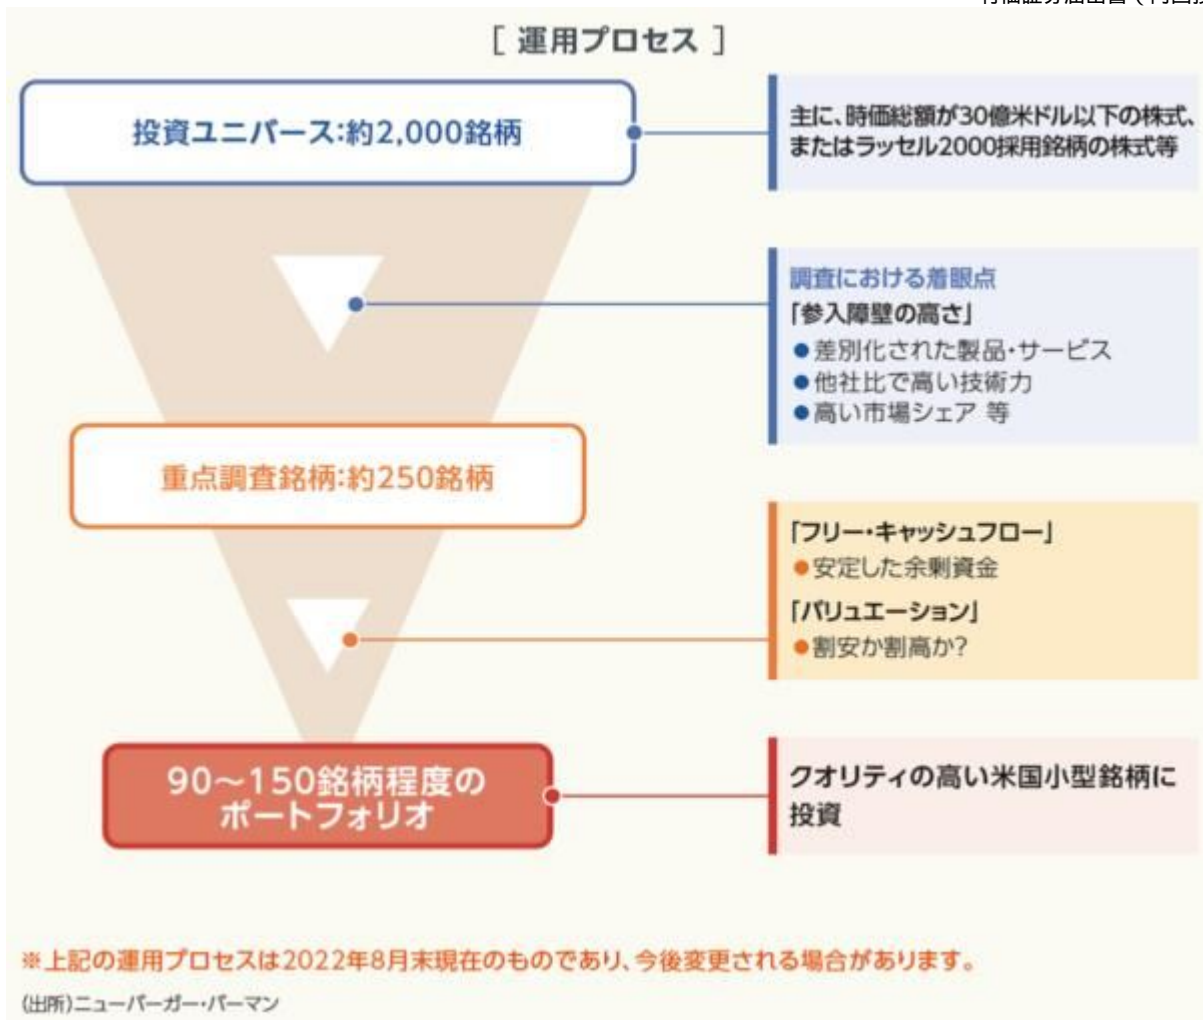 [ 運用プロセス ]
投資ユニバース:約2,000銘柄
主に、時価総額が30億米ドル以下の株式、
またはラッセル2000採用銘柄の株式等
調査における着眼点
「参入障壁の高さ」
●差別化された製品・サービス
●他社比で高い技術力
●高い市場シェア 等
重点調査銘柄:約250銘柄
「フリー・キャッシュフロー」
●安定した余剰資金
「バリュエーション」
●割安か割高か?
90～150銘柄程度の
ポートフォリオ
クオリティの高い米国小型銘柄に
投資
※上記の運用プロセスは2022年8月末現在のものであり、今後変更される場合があります。
(出所)ニューバーガー・バーマン